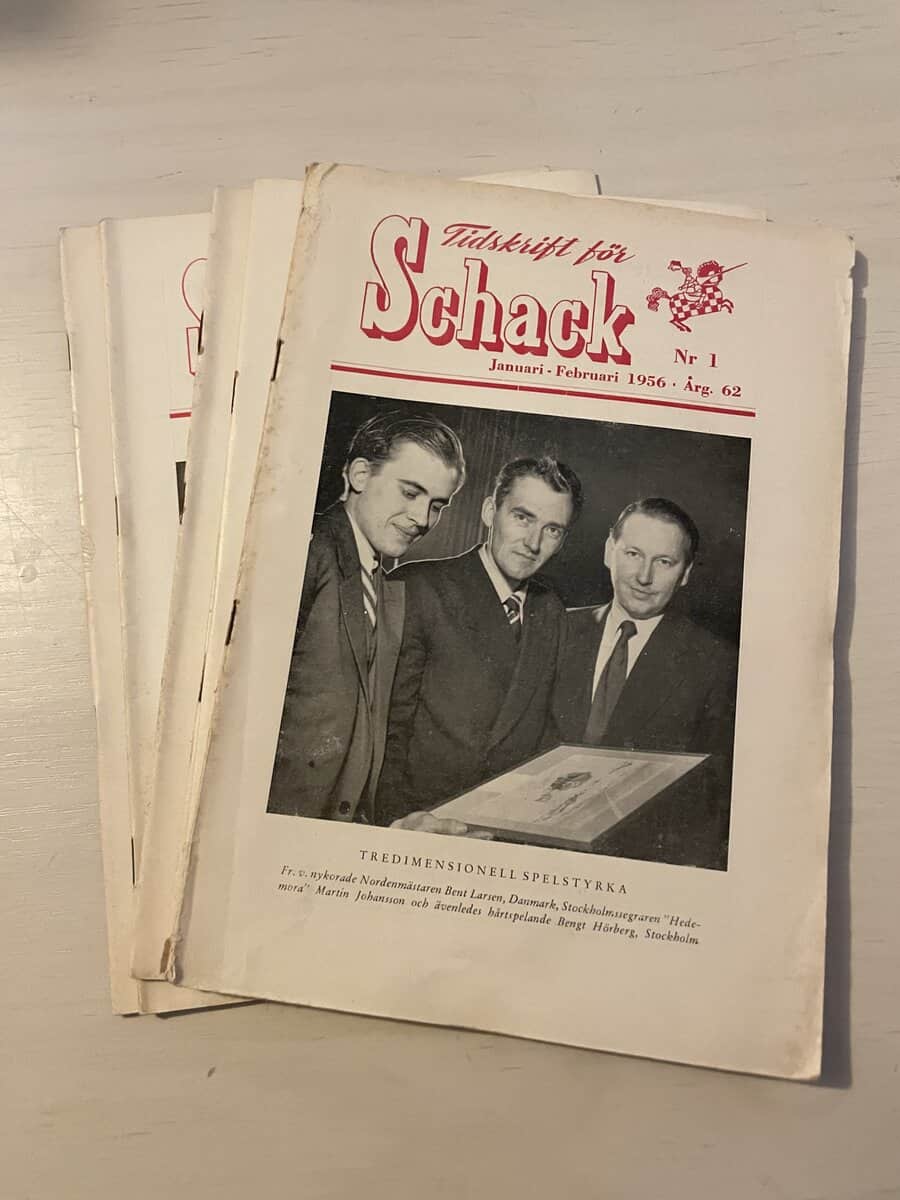 Tidskrift för
Schack
Nr 1
Januari - Februari 1956 · Årg. 62
TREDIMENSIONELL SPELSTYRKA
Fr. v. nykorade Nordenmästaren Bent Larsen, Danmark, Stockholmssegraren "Hede-
mora" Martin Johansson och ävenledes hårtspelande Bengt Hörberg, Stockholm